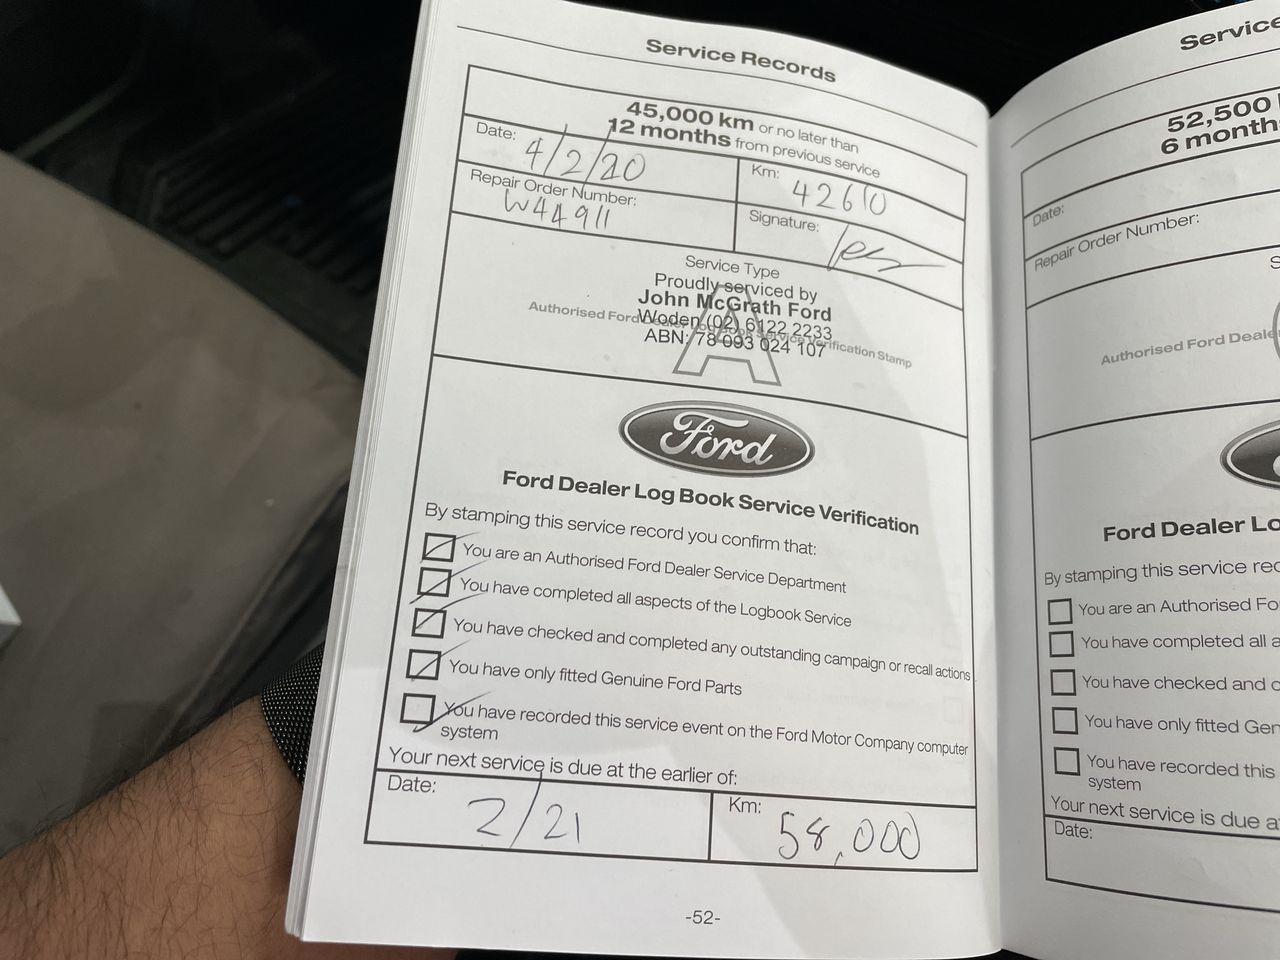 Service Records
45,000 km or no later than
12 months from previous service
Date: 4/2/20
Km: 42610
Repair Order Number: W44911
Signature:
Service Type
Proudly serviced by
John McGrath Ford
Woden (02) 6122 2233
ABN: 78 093 024 107
Authorised Ford Dealer Log Book Service Verification Stamp
A
Ford
Ford Dealer Log Book Service Verification
By stamping this service record you confirm that:
You are an Authorised Ford Dealer Service Department
You have completed all aspects of the Logbook Service
You have checked and completed any outstanding campaign or recall actions
You have only fitted Genuine Ford Parts
You have recorded this service event on the Ford Motor Company computer
system
Your next service is due at the earlier of:
Date: 2/21
Km: 58,000
-52-
Service
52,500
6 month
Date:
Repair Order Number:
S
Authorised Ford Deale
Ford Dealer Lo
By stamping this service rec
You are an Authorised Fo
You have completed all a
You have checked and c
You have only fitted Gen
You have recorded this
system
Your next service is due a
Date: